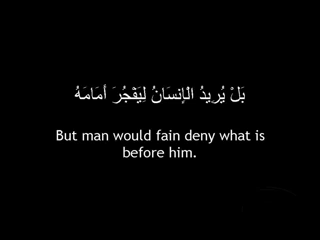 بَلْ يُرِيدُ الْإِنسَانُ لِيَفْجُرَ أَمَامَهُ
But man would fain deny what is
before him.